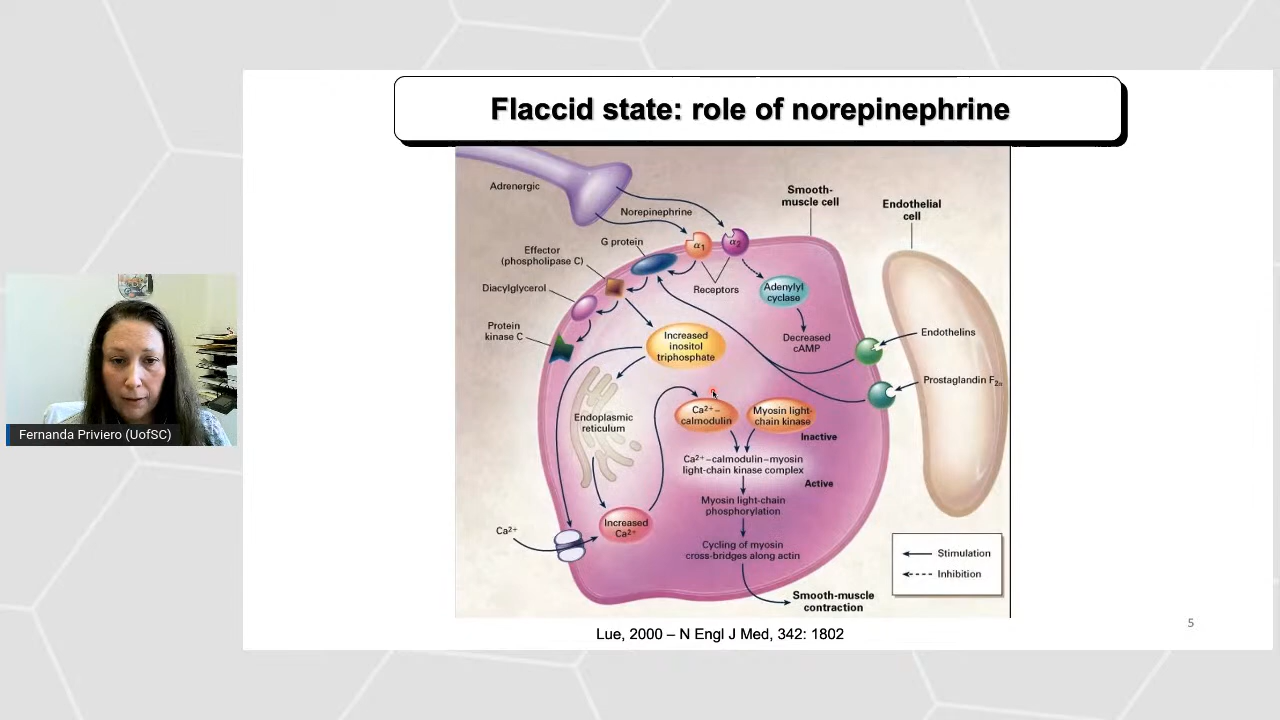 Flaccid state: role of norepinephrine
Adrenergic
Norepinephrine
Smooth-
muscle cell
Endothelial
cell
G protein
α1
α2
Effector
(phospholipase C)
Receptors
Diacylglycerol
Adenylyl
cyclase
Protein
kinase C
Increased
inositol
triphosphate
Decreased
cAMP
Endothelins
Prostaglandin F2α
Endoplasmic
reticulum
Ca2+–
calmodulin
Myosin light-
chain kinase
Inactive
Ca2+–calmodulin–myosin
light-chain kinase complex
Active
Myosin light-chain
phosphorylation
Ca2+
Increased
Ca2+
Cycling of myosin
cross-bridges along actin
Smooth-muscle
contraction
Stimulation
Inhibition
Lue, 2000 – N Engl J Med, 342: 1802
5
Fernanda Priviero (UofSC)